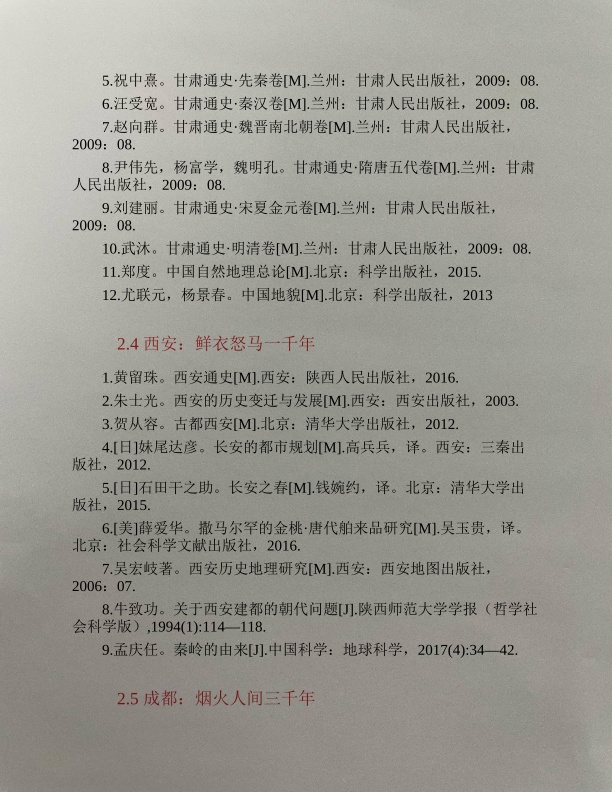 5.祝中熹。甘肃通史·先秦卷[M].兰州：甘肃人民出版社，2009：08.
6.汪受宽。甘肃通史·秦汉卷[M].兰州：甘肃人民出版社，2009：08.
7.赵向群。甘肃通史·魏晋南北朝卷[M].兰州：甘肃人民出版社，
2009：08.
8.尹伟先，杨富学，魏明孔。甘肃通史·隋唐五代卷[M].兰州：甘肃
人民出版社，2009：08.
9.刘建丽。甘肃通史·宋夏金元卷[M].兰州：甘肃人民出版社，
2009：08.
10.武沐。甘肃通史·明清卷[M].兰州：甘肃人民出版社，2009：08.
11.郑度。中国自然地理总论[M].北京：科学出版社，2015.
12.尤联元，杨景春。中国地貌[M].北京：科学出版社，2013
2.4 西安：鲜衣怒马一千年
1.黄留珠。西安通史[M].西安：陕西人民出版社，2016.
2.朱士光。西安的历史变迁与发展[M].西安：西安出版社，2003.
3.贺从容。古都西安[M].北京：清华大学出版社，2012.
4.[日]妹尾达彦。长安的都市规划[M].高兵兵，译。西安：三秦出
版社，2012.
5.[日]石田干之助。长安之春[M].钱婉约，译。北京：清华大学出
版社，2015.
6.[美]薛爱华。撒马尔罕的金桃·唐代舶来品研究[M].吴玉贵，译。
北京：社会科学文献出版社，2016.
7.吴宏岐著。西安历史地理研究[M].西安：西安地图出版社，
2006：07.
8.牛致功。关于西安建都的朝代问题[J].陕西师范大学学报（哲学社
会科学版）,1994(1):114—118.
9.孟庆任。秦岭的由来[J].中国科学：地球科学，2017(4):34—42.
2.5 成都：烟火人间三千年